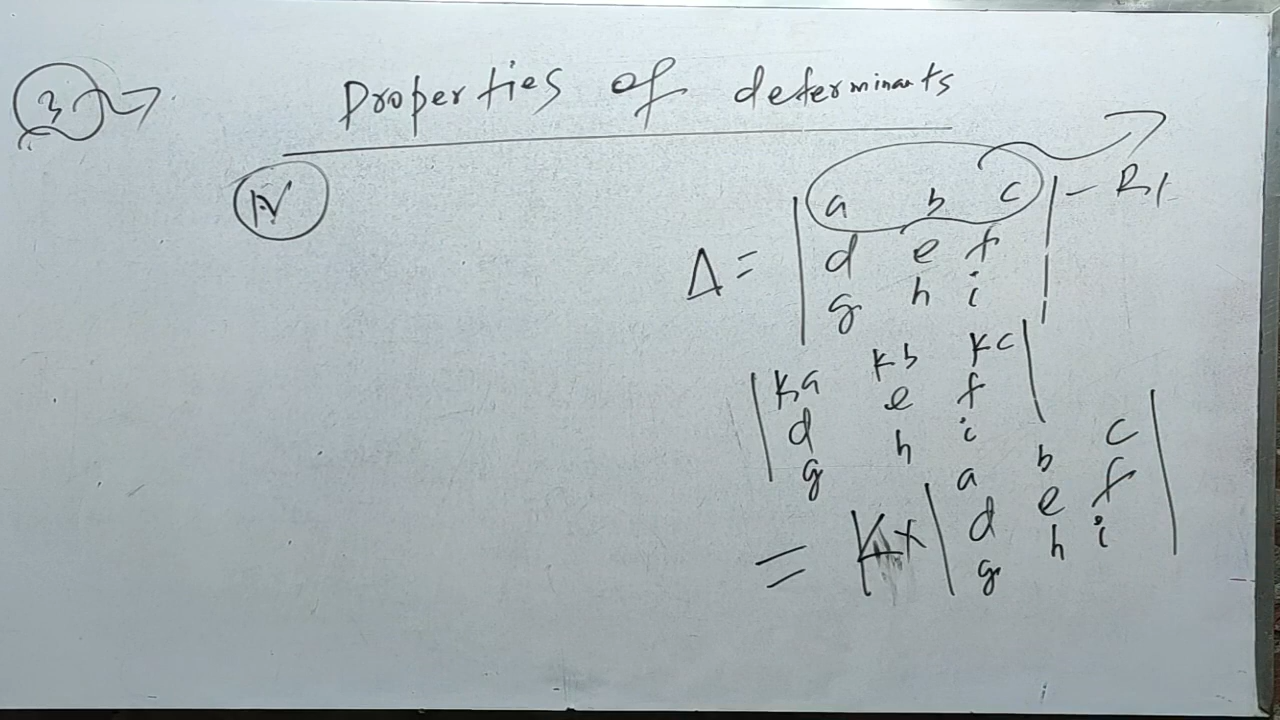 3 → Properties of determinants
IV
Δ = | a b c | - R1
| d e f |
| g h i |
| ka kb kc |
| d e f |
| g h i |
= K x | a b c |
| d e f |
| g h i |